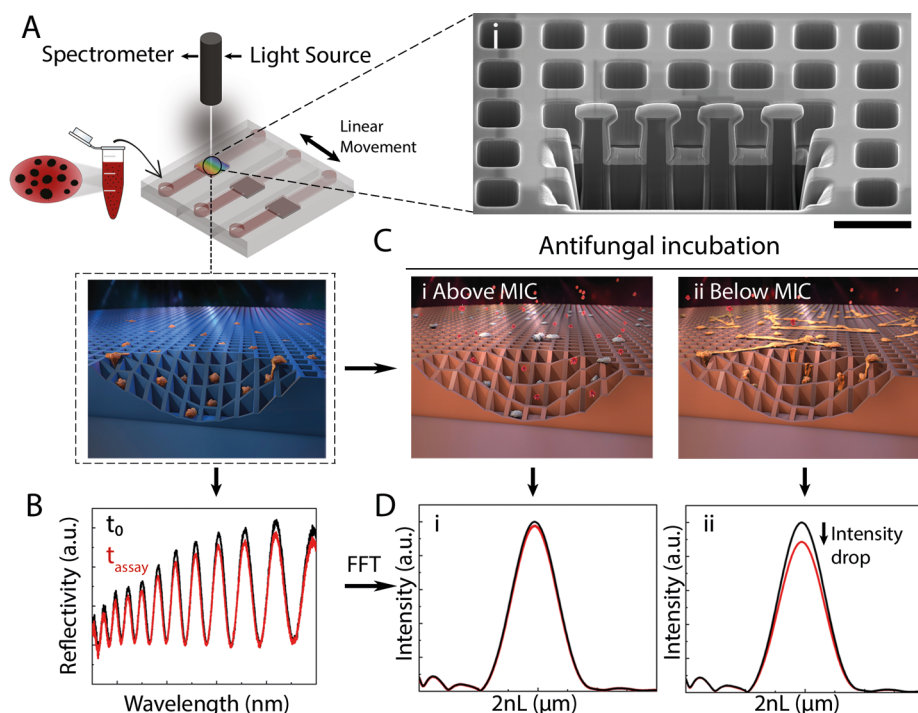 A
Spectrometer
Light Source
Linear
Movement
i
C
Antifungal incubation
i Above MIC
ii Below MIC
B
t0
tassay
Reflectivity (a.u.)
Wavelength (nm)
FFT
D
i
Intensity (a.u.)
2nL (μm)
ii
Intensity
drop
Intensity (a.u.)
2nL (μm)